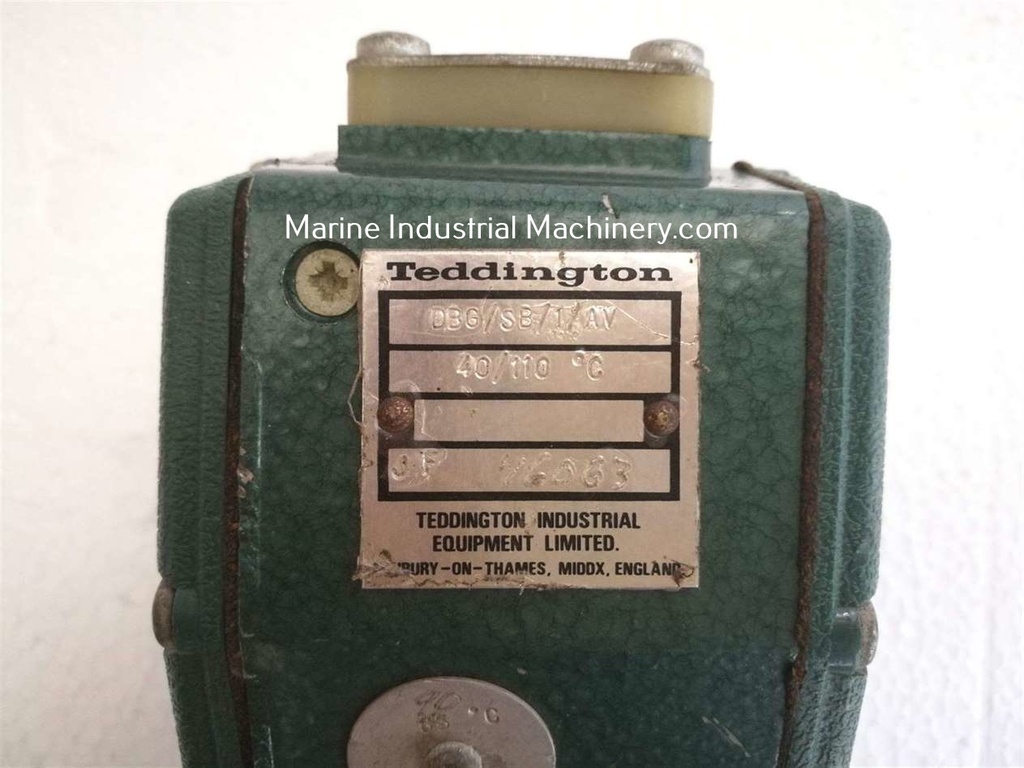 Marine Industrial Machinery.com
Teddington
DBG/SB/1/AV
40/110 °C
TEDDINGTON INDUSTRIAL
EQUIPMENT LIMITED.
-ON-THAMES, MIDDX, ENGLAND
°C